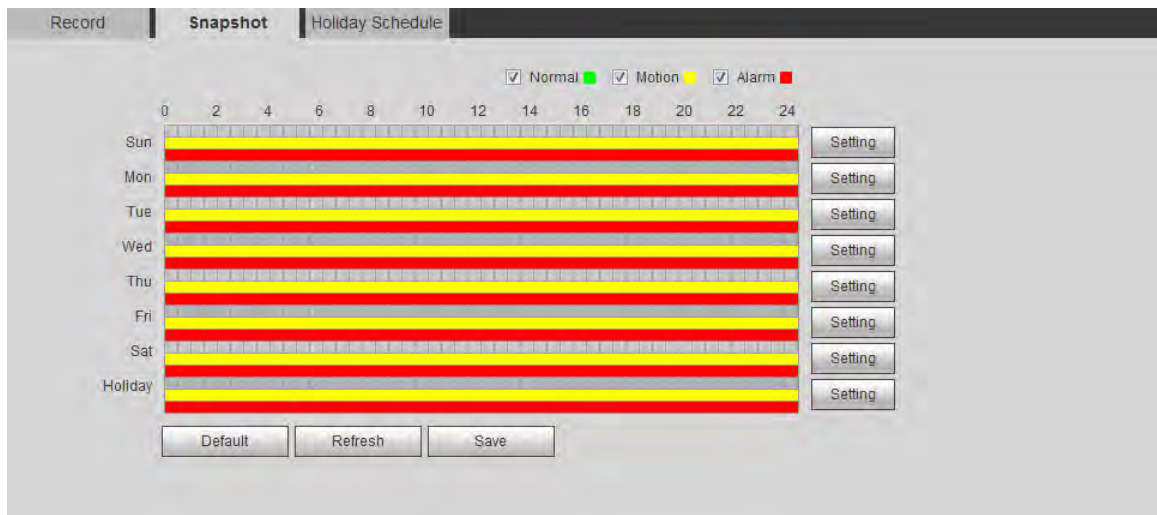 Record Snapshot Holiday Schedule
Normal Motion Alarm
0 2 4 6 8 10 12 14 16 18 20 22 24
Sun Setting
Mon Setting
Tue Setting
Wed Setting
Thu Setting
Fri Setting
Sat Setting
Holiday Setting
Default Refresh Save